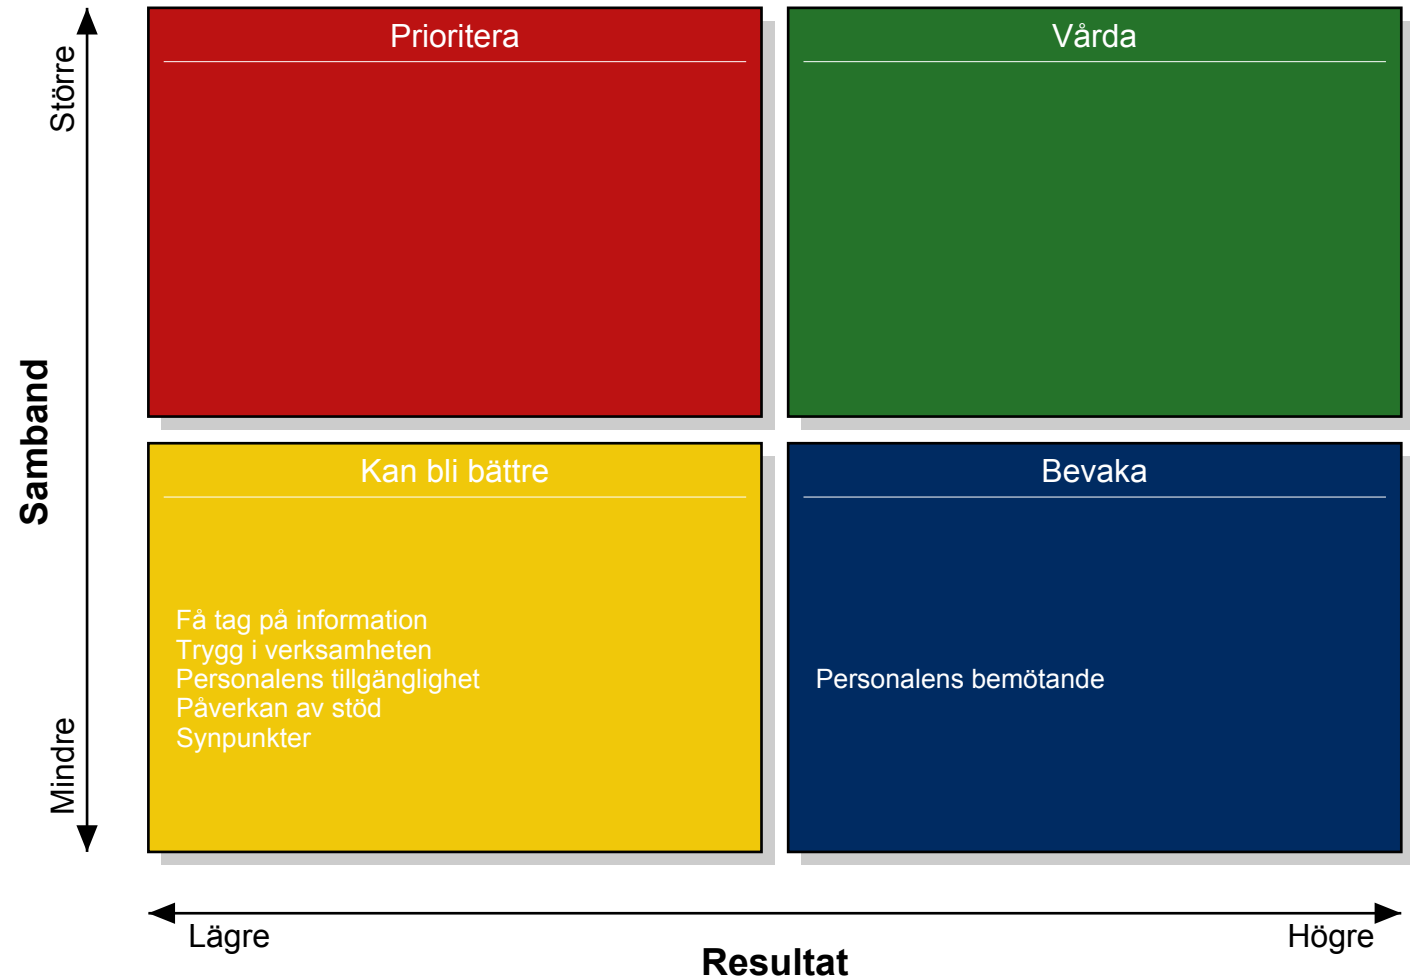 Större
Prioritera
Vårda
Samband
Kan bli bättre
Få tag på information
Trygg i verksamheten
Personalens tillgänglighet
Påverkan av stöd
Synpunkter
Bevaka
Personalens bemötande
Mindre
Lägre
Högre
Resultat